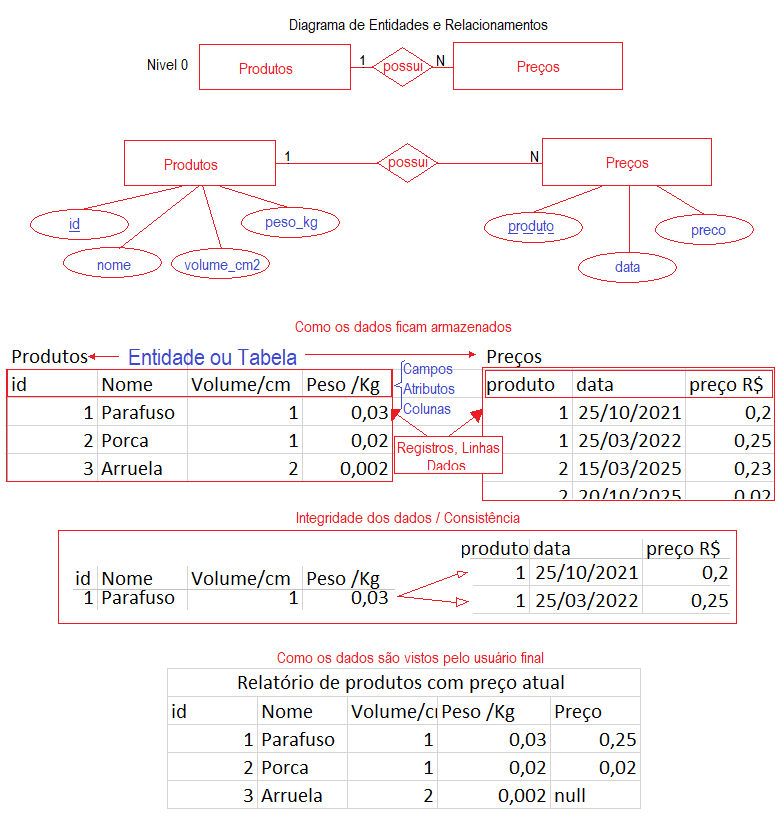 Diagrama de Entidades e Relacionamentos
Nivel 0
Produtos 1 possui N Preços
Produtos 1 possui N Preços
id peso_kg produto preco
nome volume_cm2 data
Como os dados ficam armazenados
Produtos Entidade ou Tabela Preços
id Nome Volume/cm Peso /Kg Campos produto data preço R$
Atributos
1 Parafuso 1 0,03 Colunas 1 25/10/2021 0,2
2 Porca 1 0,02 Registros, Linhas 1 25/03/2022 0,25
3 Arruela 2 0,002 Dados 2 15/03/2025 0,23
2 20/10/2025 0,02
Integridade dos dados / Consistência
produto data preço R$
id Nome Volume/cm Peso /Kg 1 25/10/2021 0,2
1 Parafuso 1 0,03 1 25/03/2022 0,25
Como os dados são vistos pelo usuário final
Relatório de produtos com preço atual
id Nome Volume/c Peso /Kg Preço
1 Parafuso 1 0,03 0,25
2 Porca 1 0,02 0,02
3 Arruela 2 0,002 null